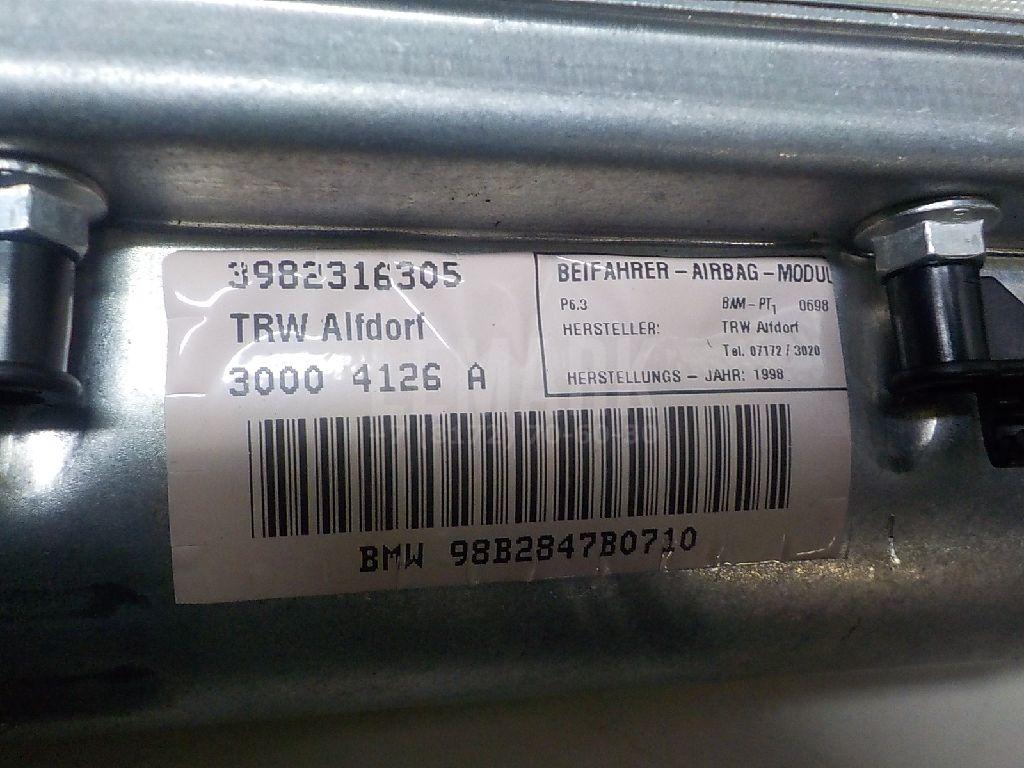 3982316305
TRW Alfdorf
3000 4126 A
BEIFAHRER-AIRBAG-MODUL
P6.3 BAM-PT1 0698
HERSTELLER: TRW Alfdorf
Tel. 07172/3020
HERSTELLUNGS-JAHR: 1998
BMW 98B2847B0710